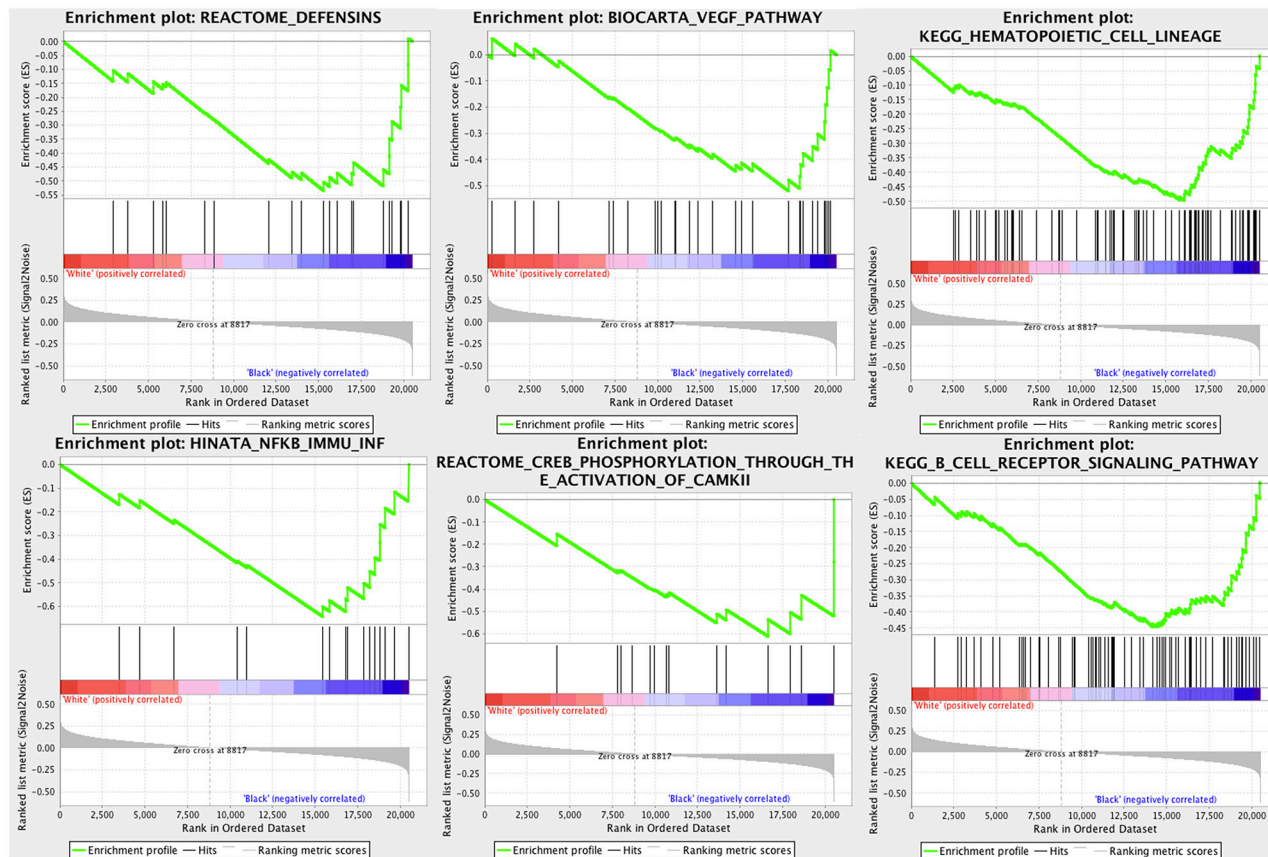 Enrichment plot: REACTOME_DEFENSINS
Enrichment score (ES)
0.00
-0.05
-0.10
-0.15
-0.20
-0.25
-0.30
-0.35
-0.40
-0.45
-0.50
-0.55
'White' (positively correlated)
Ranked list metric (Signal2Noise)
0.50
0.25
0.00
-0.25
-0.50
Zero cross at 8817
'Black' (negatively correlated)
0 2,500 5,000 7,500 10,000 12,500 15,000 17,500 20,000
Rank in Ordered Dataset
Enrichment profile Hits Ranking metric scores
Enrichment plot: BIOCARTA_VEGF_PATHWAY
Enrichment score (ES)
0.0
-0.1
-0.2
-0.3
-0.4
-0.5
'White' (positively correlated)
Ranked list metric (Signal2Noise)
0.50
0.25
0.00
-0.25
-0.50
Zero cross at 8817
'Black' (negatively correlated)
0 2,500 5,000 7,500 10,000 12,500 15,000 17,500 20,000
Rank in Ordered Dataset
Enrichment profile Hits Ranking metric scores
Enrichment plot:
KEGG_HEMATOPOIETIC_CELL_LINEAGE
Enrichment score (ES)
0.00
-0.05
-0.10
-0.15
-0.20
-0.25
-0.30
-0.35
-0.40
-0.45
-0.50
'White' (positively correlated)
Ranked list metric (Signal2Noise)
0.50
0.25
0.00
-0.25
-0.50
Zero cross at 8817
'Black' (negatively correlated)
0 2,500 5,000 7,500 10,000 12,500 15,000 17,500 20,000
Rank in Ordered Dataset
Enrichment profile Hits Ranking metric scores
Enrichment plot: HINATA_NFKB_IMMU_INF
Enrichment score (ES)
0.0
-0.1
-0.2
-0.3
-0.4
-0.5
-0.6
'White' (positively correlated)
Ranked list metric (Signal2Noise)
0.50
0.25
0.00
-0.25
-0.50
Zero cross at 8817
'Black' (negatively correlated)
0 2,500 5,000 7,500 10,000 12,500 15,000 17,500 20,000
Rank in Ordered Dataset
Enrichment profile Hits Ranking metric scores
Enrichment plot:
REACTOME_CREB_PHOSPHORYLATION_THROUGH_TH
E_ACTIVATION_OF_CAMKII
Enrichment score (ES)
0.0
-0.1
-0.2
-0.3
-0.4
-0.5
-0.6
'White' (positively correlated)
Ranked list metric (Signal2Noise)
0.50
0.25
0.00
-0.25
-0.50
Zero cross at 8817
'Black' (negatively correlated)
0 2,500 5,000 7,500 10,000 12,500 15,000 17,500 20,000
Rank in Ordered Dataset
Enrichment profile Hits Ranking metric scores
Enrichment plot:
KEGG_B_CELL_RECEPTOR_SIGNALING_PATHWAY
Enrichment score (ES)
0.00
-0.05
-0.10
-0.15
-0.20
-0.25
-0.30
-0.35
-0.40
-0.45
'White' (positively correlated)
Ranked list metric (Signal2Noise)
0.50
0.25
0.00
-0.25
-0.50
Zero cross at 8817
'Black' (negatively correlated)
0 2,500 5,000 7,500 10,000 12,500 15,000 17,500 20,000
Rank in Ordered Dataset
Enrichment profile Hits Ranking metric scores